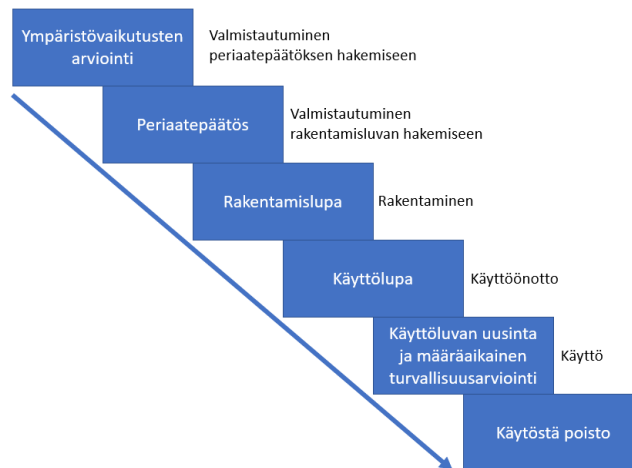 Ympäristövaikutusten
arviointi
Valmistautuminen
periaatepäätöksen hakemiseen
Periaatepäätös
Valmistautuminen
rakentamisluvan hakemiseen
Rakentamislupa
Rakentaminen
Käyttölupa
Käyttöönotto
Käyttöluvan uusinta
ja määräaikainen
turvallisuusarviointi
Käyttö
Käytöstä poisto